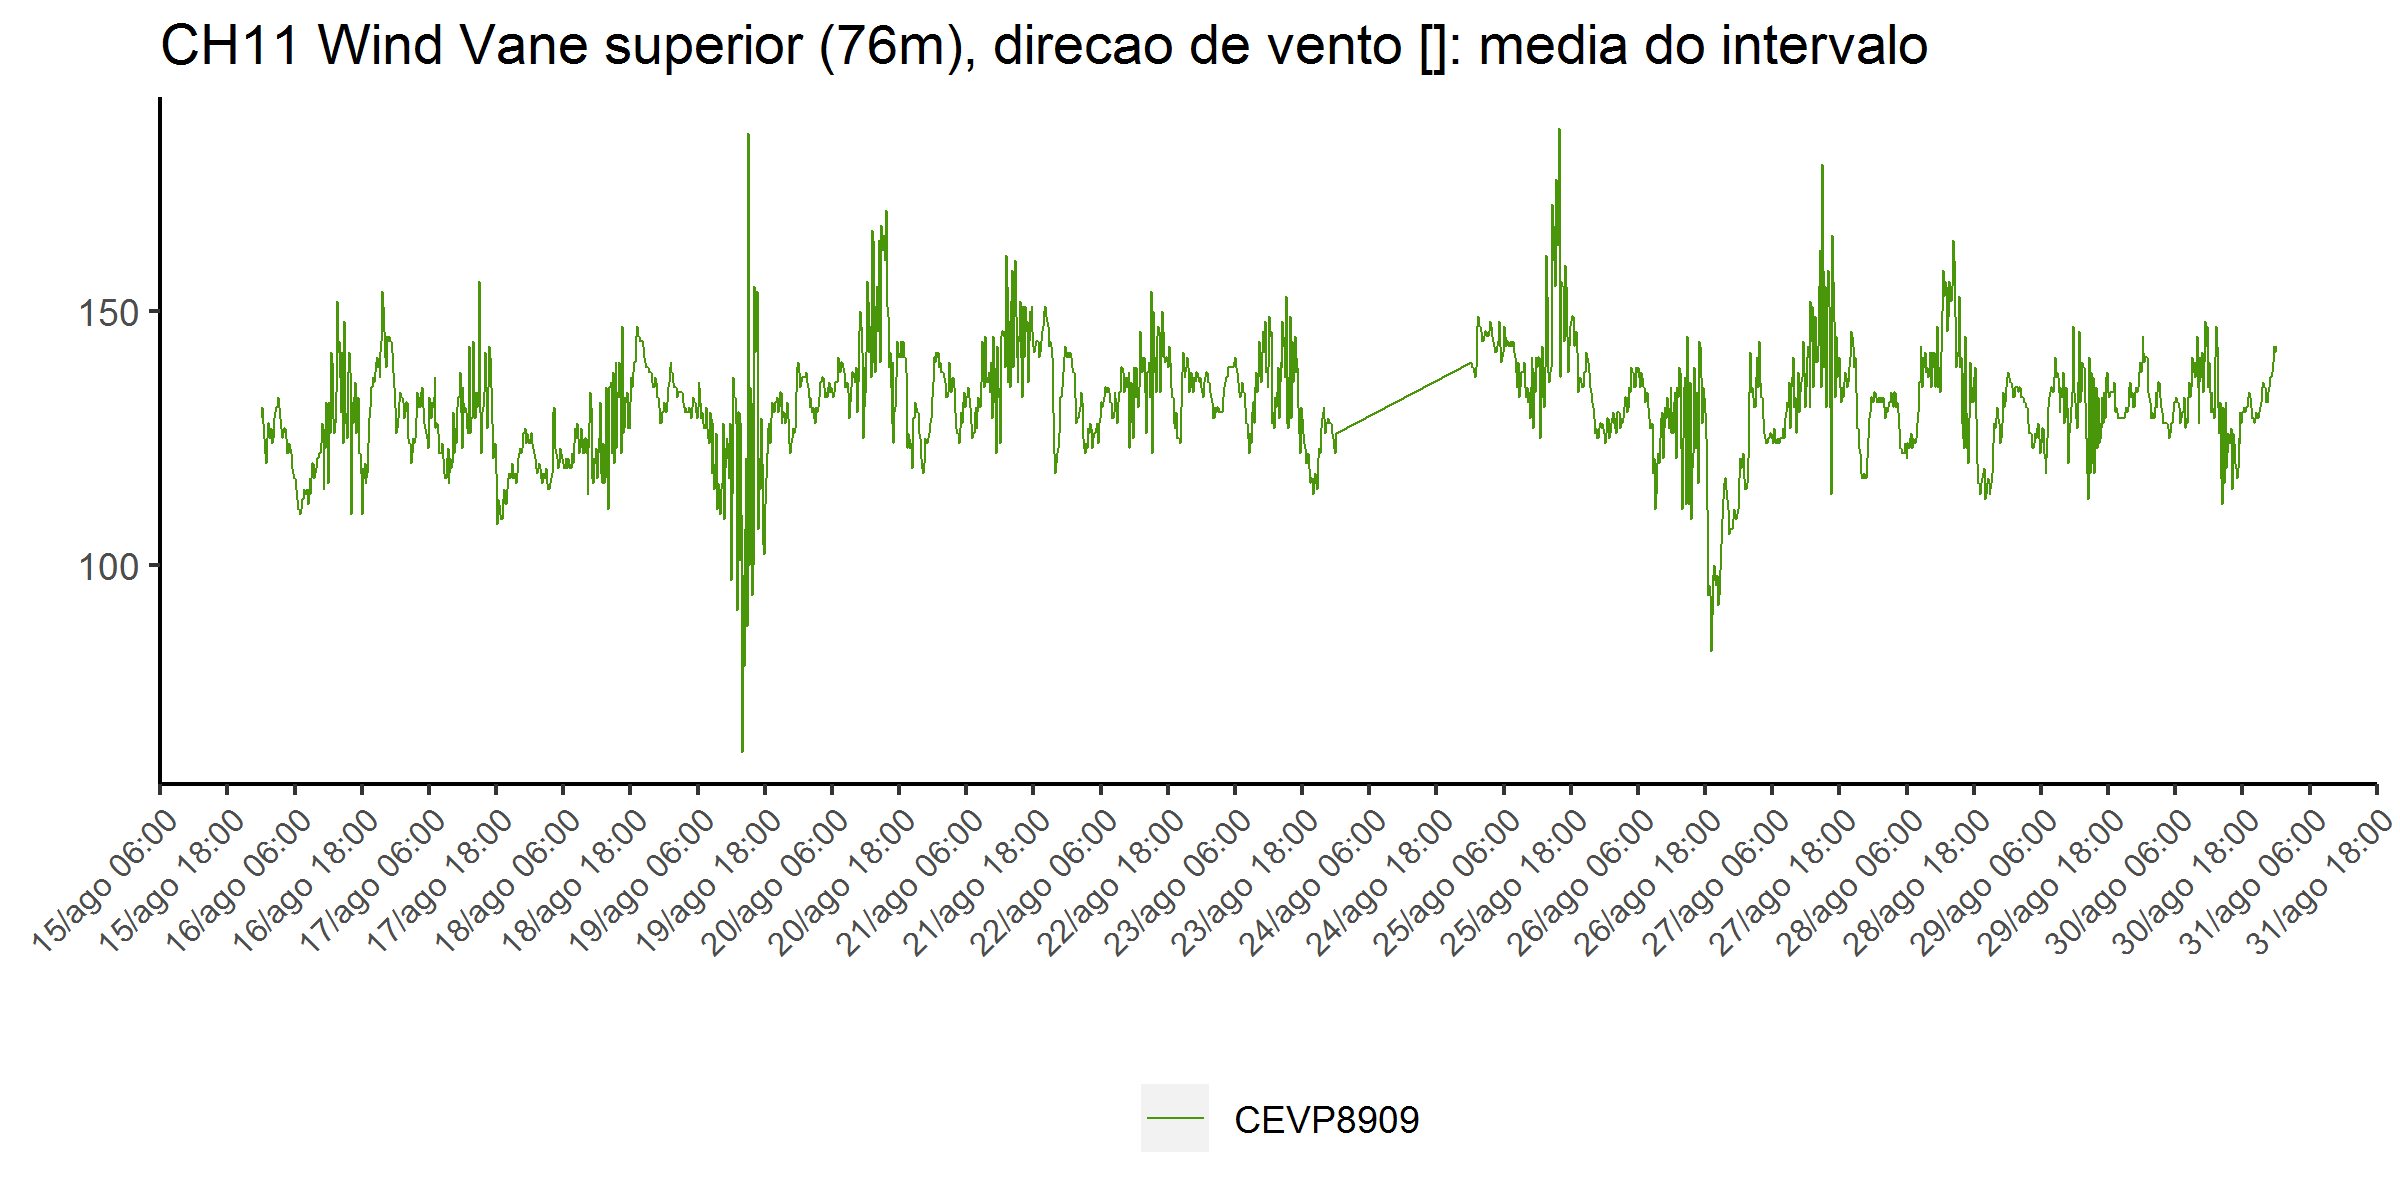 CH11 Wind Vane superior (76m), direcao de vento []: media do intervalo
150
100
15/ago 06:00
15/ago 18:00
16/ago 06:00
16/ago 18:00
17/ago 06:00
17/ago 18:00
18/ago 06:00
18/ago 18:00
19/ago 06:00
19/ago 18:00
20/ago 06:00
20/ago 18:00
21/ago 06:00
21/ago 18:00
22/ago 06:00
22/ago 18:00
23/ago 06:00
23/ago 18:00
24/ago 06:00
24/ago 18:00
25/ago 06:00
25/ago 18:00
26/ago 06:00
26/ago 18:00
27/ago 06:00
27/ago 18:00
28/ago 06:00
28/ago 18:00
29/ago 06:00
29/ago 18:00
30/ago 06:00
30/ago 18:00
31/ago 06:00
31/ago 18:00
CEVP8909